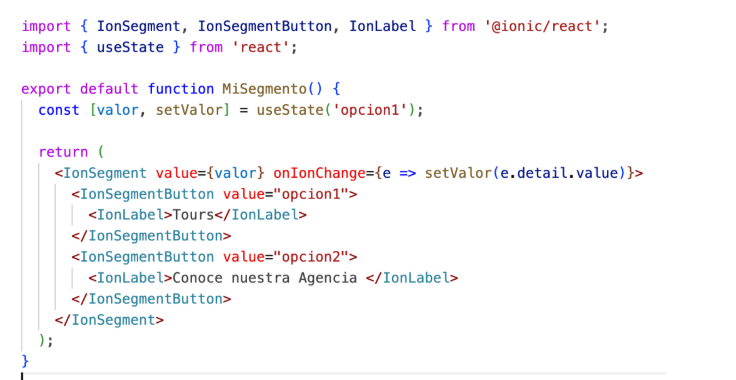 import { IonSegment, IonSegmentButton, IonLabel } from '@ionic/react';
import { useState } from 'react';
export default function MiSegmento() {
const [valor, setValor] = useState('opcion1');
return (
<IonSegment value={valor} onIonChange={e => setValor(e.detail.value)}>
<IonSegmentButton value="opcion1">
<IonLabel>Tours</IonLabel>
</IonSegmentButton>
<IonSegmentButton value="opcion2">
<IonLabel>Conoce nuestra Agencia </IonLabel>
</IonSegmentButton>
</IonSegment>
);
}